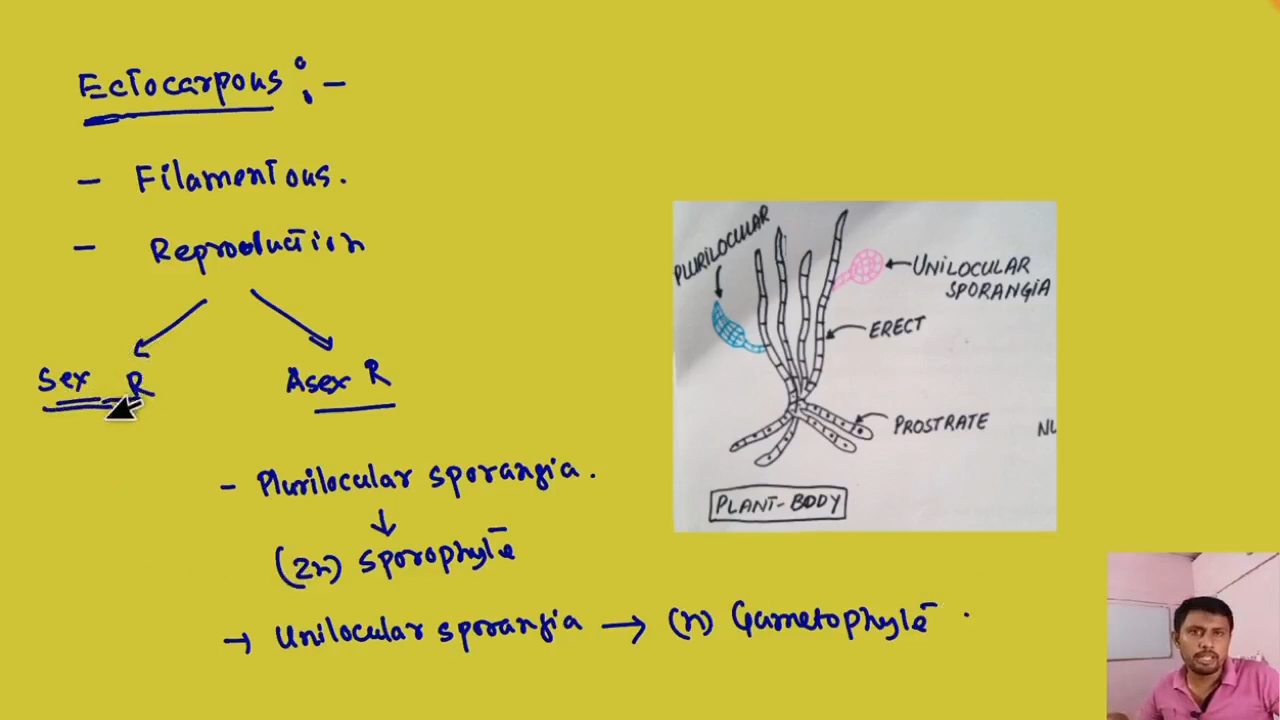 Ectocarpous :-
- Filamentous.
- Reproduction
Sex R
Asex R
- Plurilocular sporangia.
(2n) sporophyte
→ Unilocular sporangia → (n) Gametophyte.
PLURILOCULAR
UNILOCULAR
SPORANGIA
ERECT
PROSTRATE
NU
PLANT-BODY